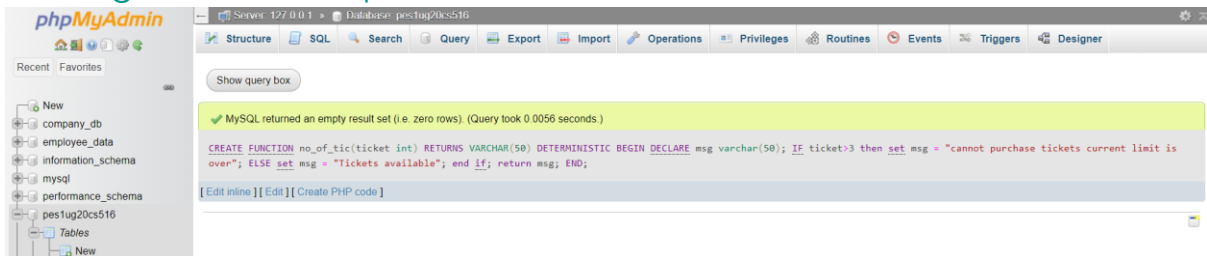 phpMyAdmin
Recent Favorites
New
company_db
employee_data
information_schema
mysql
performance_schema
pes1ug20cs516
Tables
New
Server: 127.0.0.1 » Database: pes1ug20cs516
Structure SQL Search Query Export Import Operations Privileges Routines Events Triggers Designer
Show query box
MySQL returned an empty result set (i.e. zero rows). (Query took 0.0056 seconds.)
CREATE FUNCTION no_of_tic(ticket int) RETURNS VARCHAR(50) DETERMINISTIC BEGIN DECLARE msg varchar(50); IF ticket>3 then set msg = "cannot purchase tickets current limit is
over"; ELSE set msg = "Tickets available"; end if; return msg; END;
[ Edit inline ] [ Edit ] [ Create PHP code ]